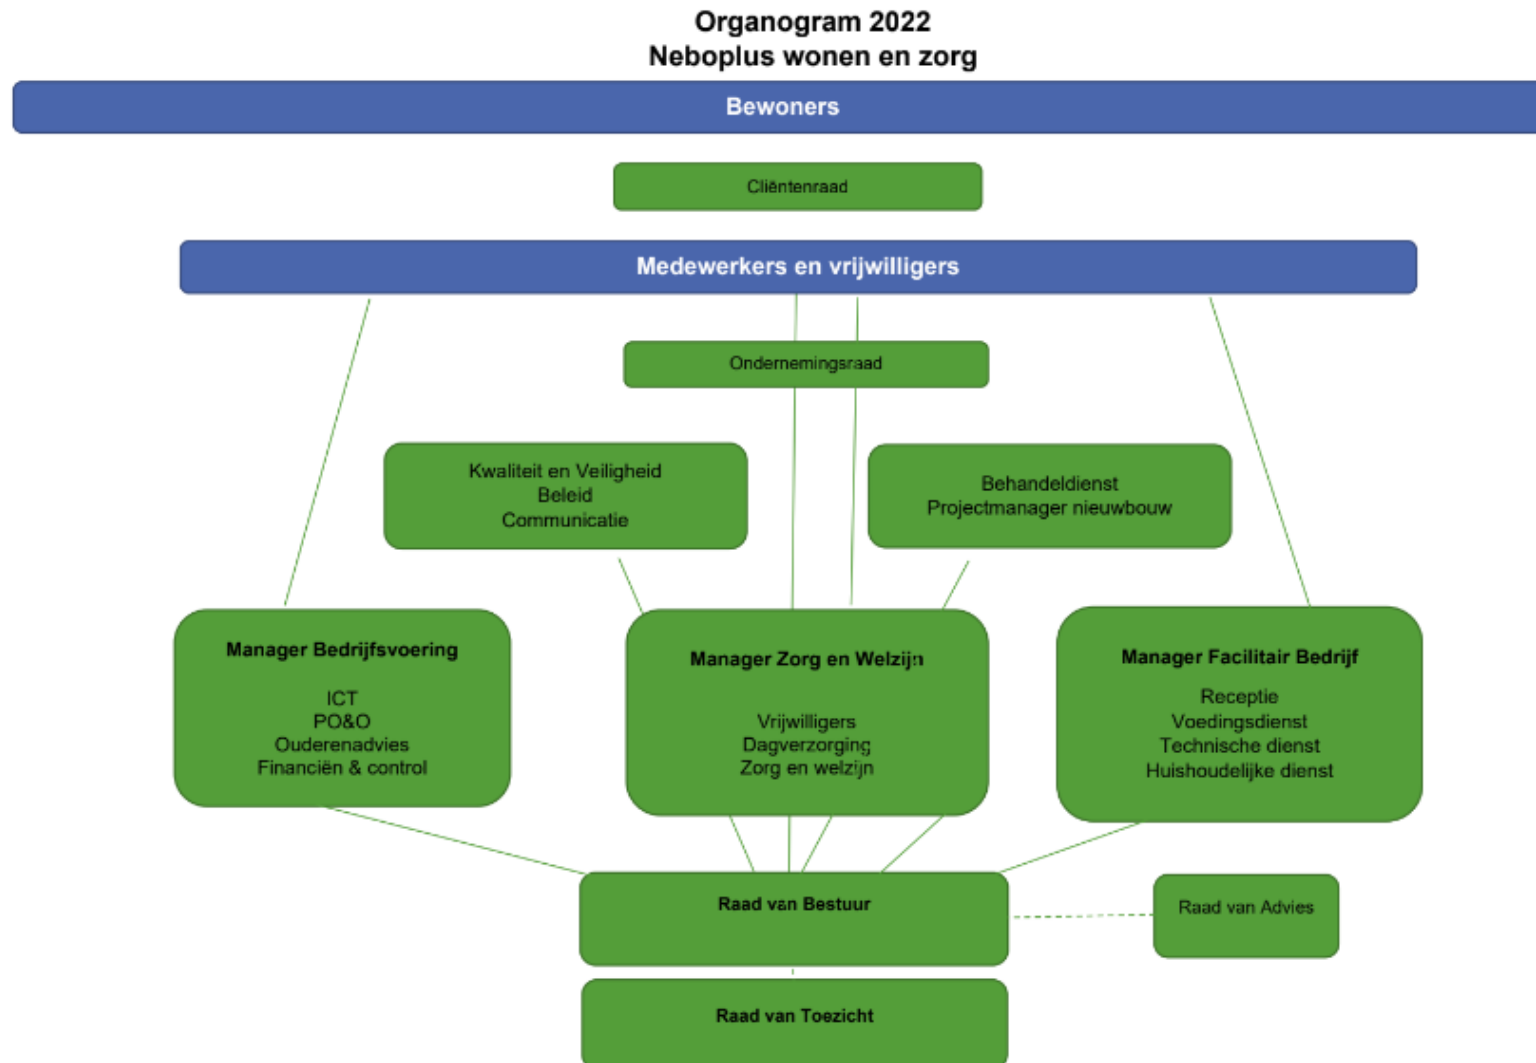 Organogram 2022
Neboplus wonen en zorg
Bewoners
Cliëntenraad
Medewerkers en vrijwilligers
Ondernemingsraad
Kwaliteit en Veiligheid
Beleid
Communicatie
Behandeldienst
Projectmanager nieuwbouw
Manager Bedrijfsvoering
ICT
PO&O
Ouderenadvies
Financiën & control
Manager Zorg en Welzijn
Vrijwilligers
Dagverzorging
Zorg en welzijn
Manager Facilitair Bedrijf
Receptie
Voedingsdienst
Technische dienst
Huishoudelijke dienst
Raad van Bestuur
Raad van Advies
Raad van Toezicht